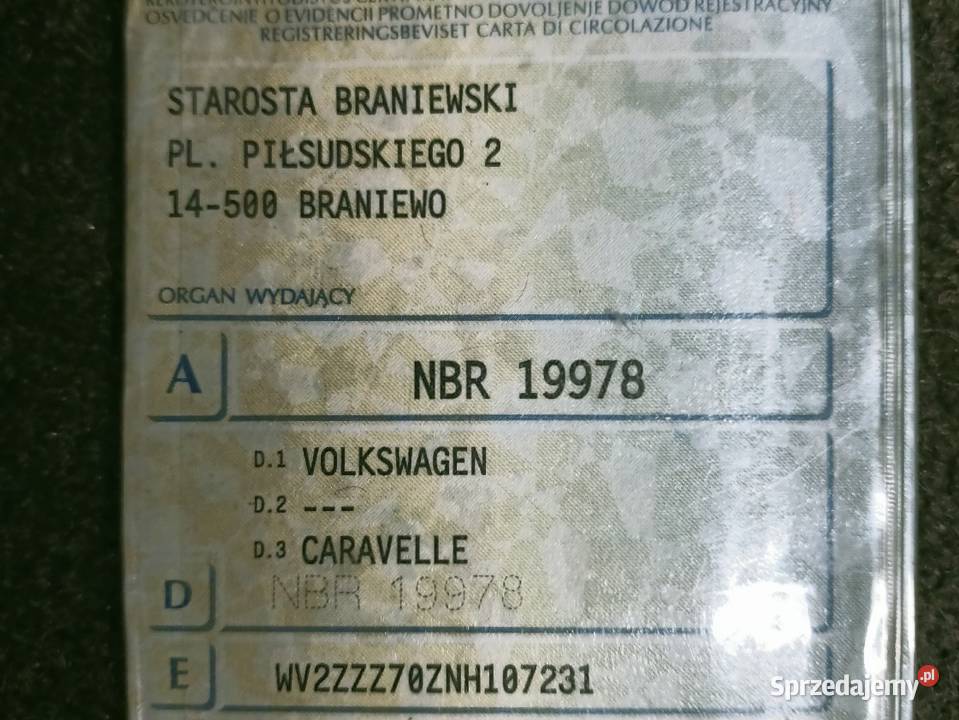 OSVEDČENIE O EVIDENCII PROMETNO DOVOLJENJE DOWÓD REJESTRACYJNY
REGISTRERINGSBEVISET CARTA DI CIRCOLAZIONE
STAROSTA BRANIEWSKI
PL. PIŁSUDSKIEGO 2
14-500 BRANIEWO
ORGAN WYDAJĄCY
A NBR 19978
D.1 VOLKSWAGEN
D.2 ---
D.3 CARAVELLE
D NBR 19978
E WV2ZZZ70ZNH107231
Sprzedajemy.pl